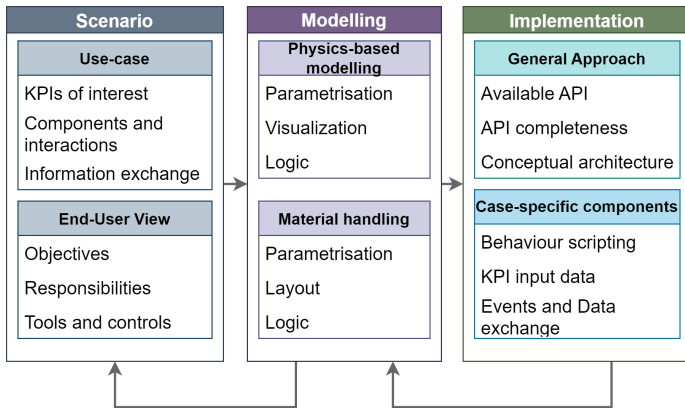 Scenario
Use-case
KPIs of interest
Components and
interactions
Information exchange
End-User View
Objectives
Responsibilities
Tools and controls
Modelling
Physics-based
modelling
Parametrisation
Visualization
Logic
Material handling
Parametrisation
Layout
Logic
Implementation
General Approach
Available API
API completeness
Conceptual architecture
Case-specific components
Behaviour scripting
KPI input data
Events and Data
exchange